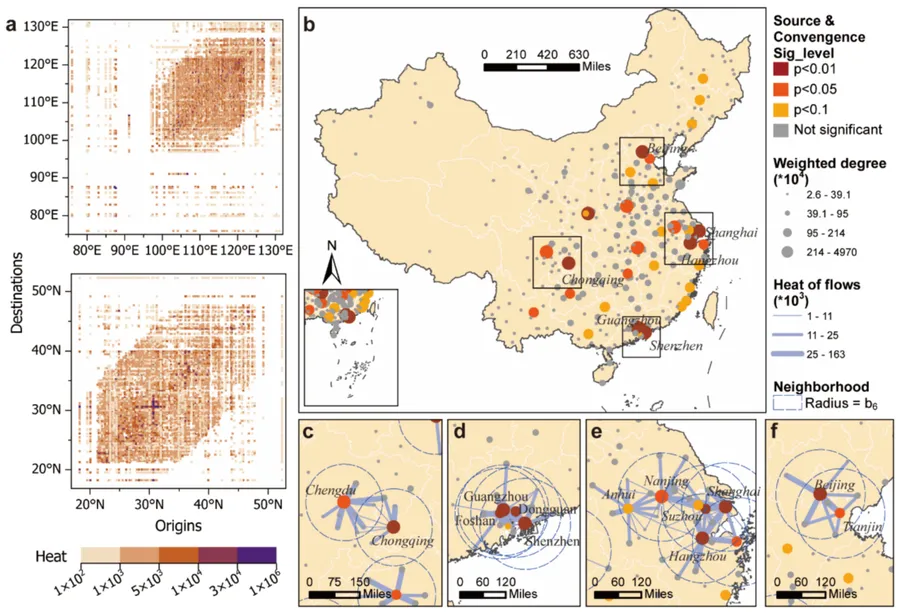 a
130°E
120°E
110°E
100°E
90°E
80°E
80°E 90°E 100°E 110°E 120°E 130°E
Destinations
50°N
40°N
30°N
20°N
20°N 30°N 40°N 50°N
Origins
Heat
1×10⁰ 1×10² 5×10² 1×10⁴ 3×10⁴ 1×10⁶
b
0 210 420 630
Miles
N
Beijing
Shanghai
Hangzhou
Chongqing
Guangzhou
Shenzhen
Source &
Convergence
Sig_level
p<0.01
p<0.05
p<0.1
Not significant
Weighted degree
(*10⁴)
2.6 - 39.1
39.1 - 95
95 - 214
214 - 4970
Heat of flows
(*10³)
1 - 11
11 - 25
25 - 163
Neighborhood
Radius = b₆
c
Chengdu
Chongqing
0 75 150
Miles
d
Guangzhou
Dongguan
Foshan
Shenzhen
0 60 120
Miles
e
Nanjing
Anhui
Shanghai
Suzhou
Hangzhou
0 60 120
Miles
f
Beijing
Tianjin
0 60 120
Miles